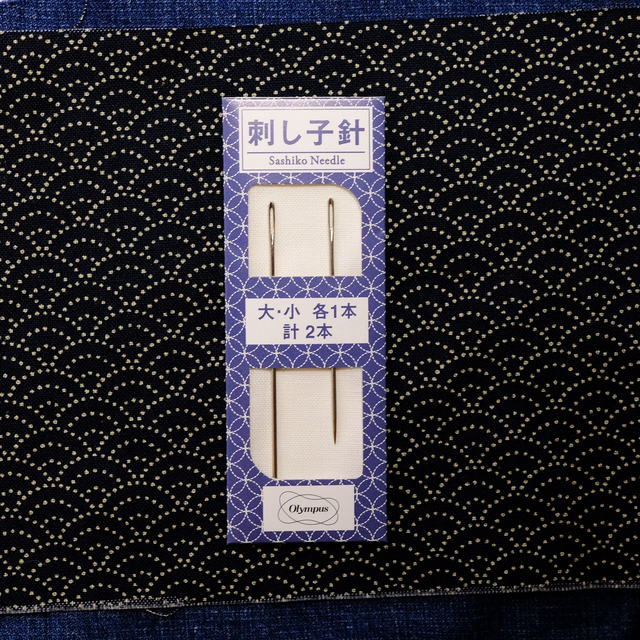 刺し子針
Sashiko Needle
大・小 各1本
計 2本
Olympus